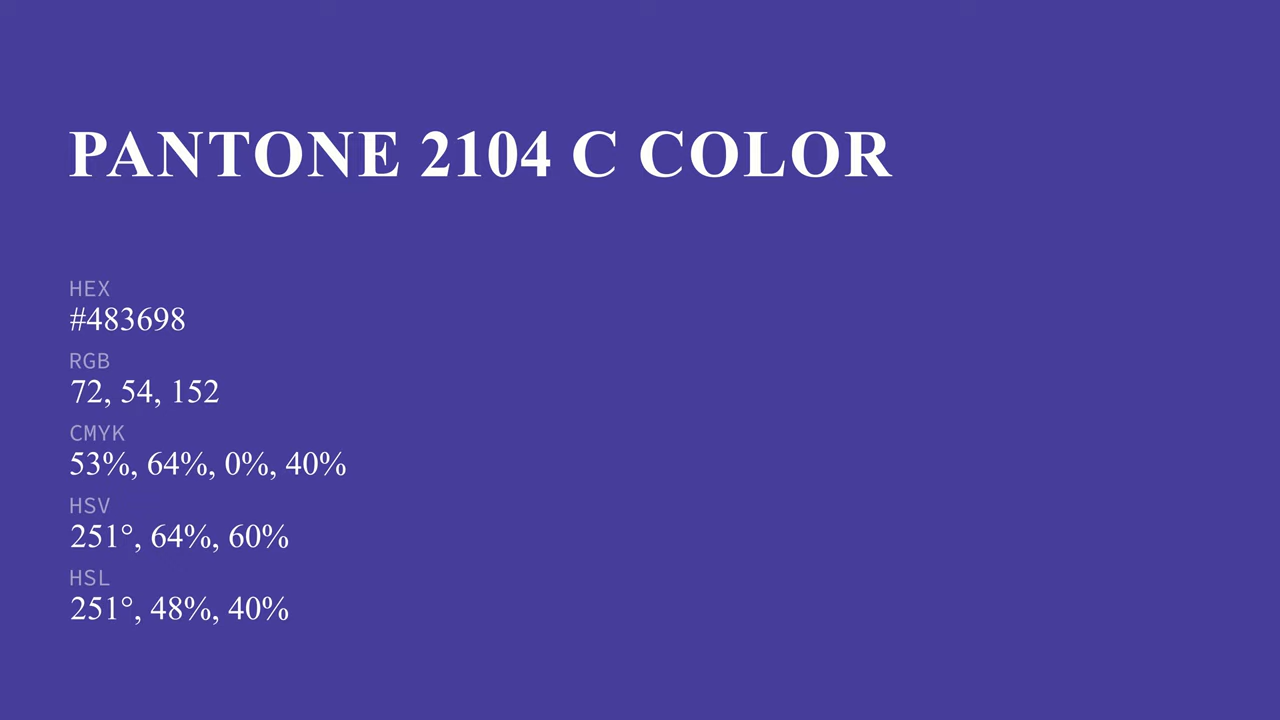 PANTONE 2104 C COLOR
HEX
#483698
RGB
72, 54, 152
CMYK
53%, 64%, 0%, 40%
HSV
251°, 64%, 60%
HSL
251°, 48%, 40%